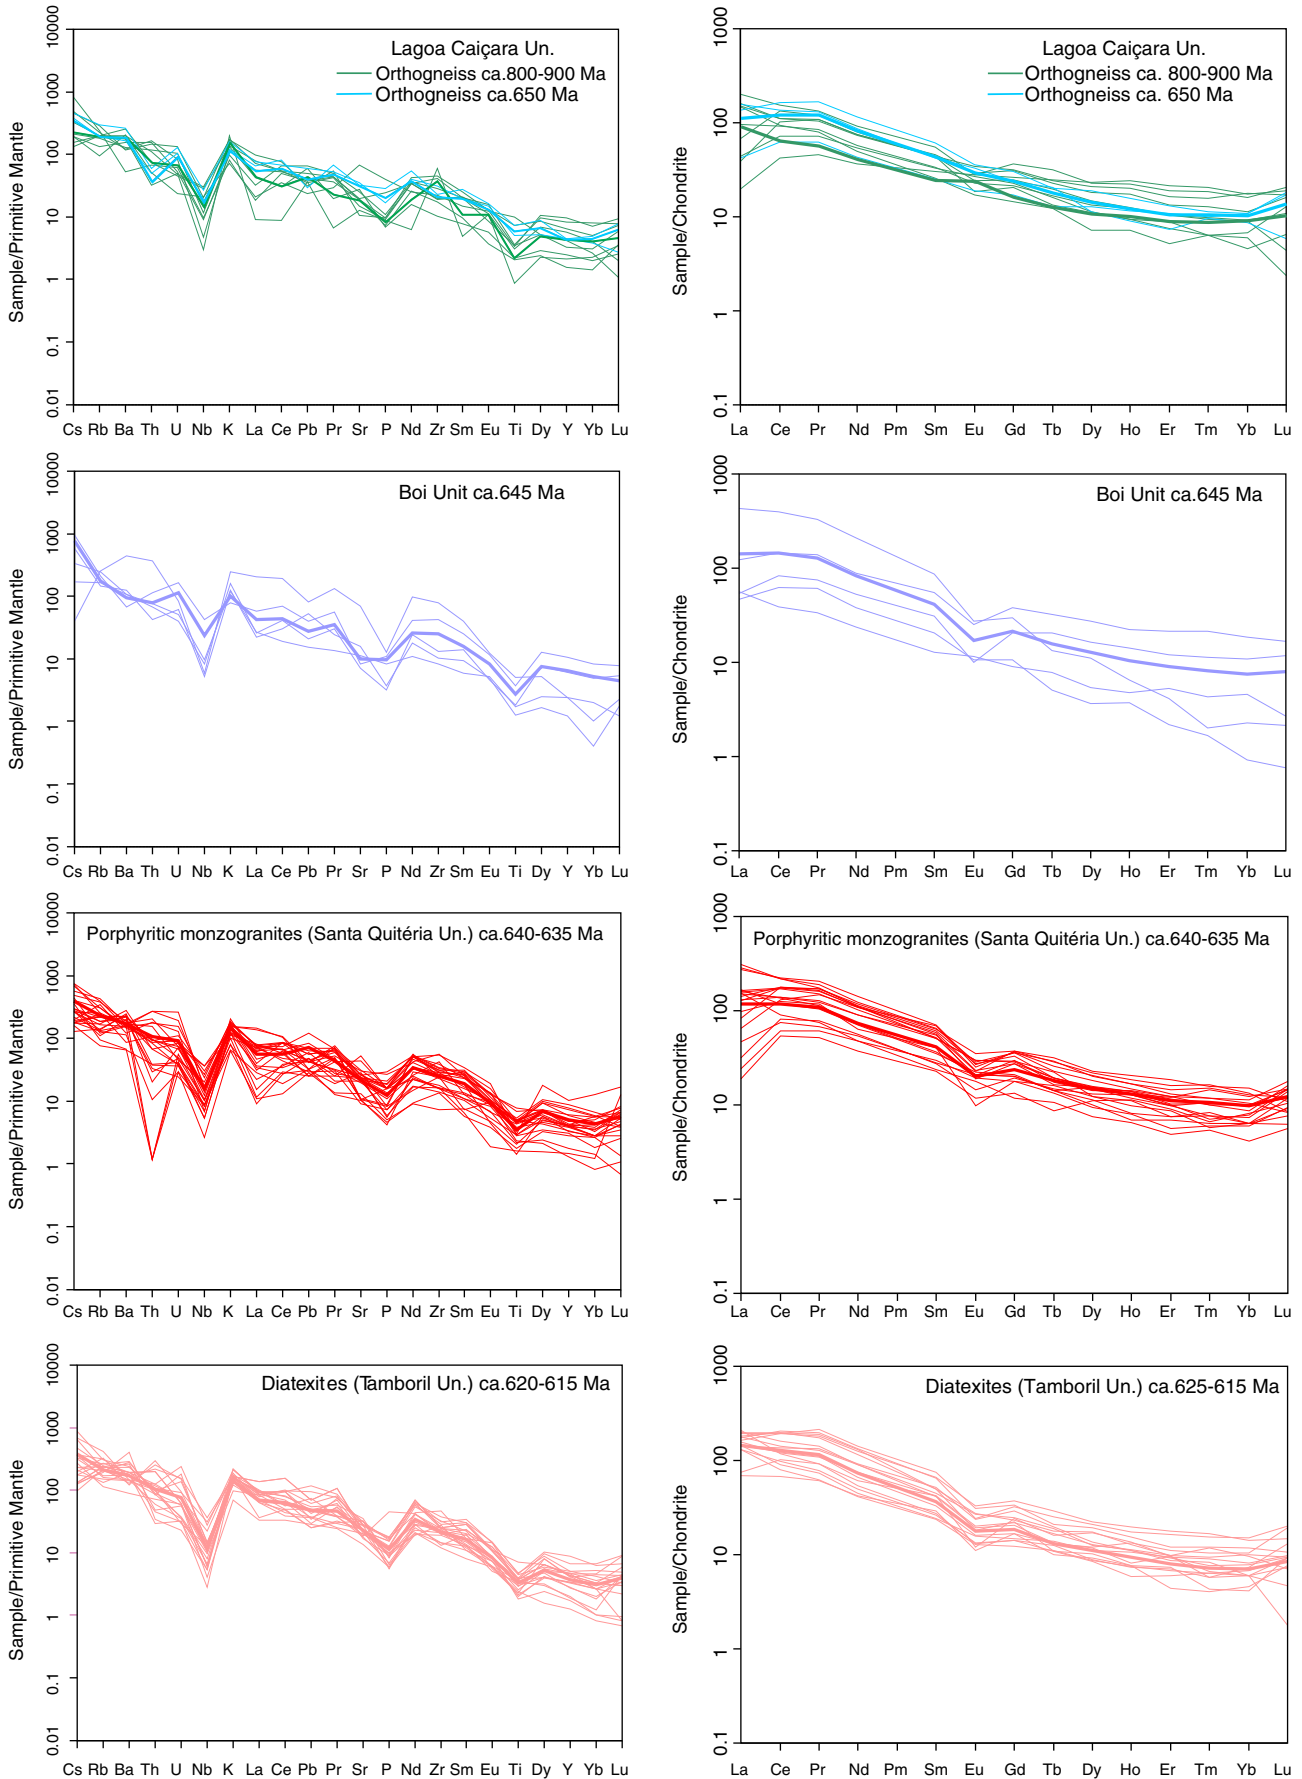 Lagoa Caiçara Un.
Orthogneiss ca.800-900 Ma
Orthogneiss ca.650 Ma
Sample/Primitive Mantle
10000
1000
100
10
1
0.1
0.01
Cs Rb Ba Th U Nb K La Ce Pb Pr Sr P Nd Zr Sm Eu Ti Dy Y Yb Lu
Lagoa Caiçara Un.
Orthogneiss ca. 800-900 Ma
Orthogneiss ca. 650 Ma
Sample/Chondrite
1000
100
10
1
0.1
La Ce Pr Nd Pm Sm Eu Gd Tb Dy Ho Er Tm Yb Lu
Boi Unit ca.645 Ma
Sample/Primitive Mantle
10000
1000
100
10
1
0.1
0.01
Cs Rb Ba Th U Nb K La Ce Pb Pr Sr P Nd Zr Sm Eu Ti Dy Y Yb Lu
Boi Unit ca.645 Ma
Sample/Chondrite
1000
100
10
1
0.1
La Ce Pr Nd Pm Sm Eu Gd Tb Dy Ho Er Tm Yb Lu
Porphyritic monzogranites (Santa Quitéria Un.) ca.640-635 Ma
Sample/Primitive Mantle
10000
1000
100
10
1
0.1
0.01
Cs Rb Ba Th U Nb K La Ce Pb Pr Sr P Nd Zr Sm Eu Ti Dy Y Yb Lu
Porphyritic monzogranites (Santa Quitéria Un.) ca.640-635 Ma
Sample/Chondrite
1000
100
10
1
0.1
La Ce Pr Nd Pm Sm Eu Gd Tb Dy Ho Er Tm Yb Lu
Diatexites (Tamboril Un.) ca.620-615 Ma
Sample/Primitive Mantle
10000
1000
100
10
1
0.1
0.01
Cs Rb Ba Th U Nb K La Ce Pb Pr Sr P Nd Zr Sm Eu Ti Dy Y Yb Lu
Diatexites (Tamboril Un.) ca.625-615 Ma
Sample/Chondrite
1000
100
10
1
0.1
La Ce Pr Nd Pm Sm Eu Gd Tb Dy Ho Er Tm Yb Lu